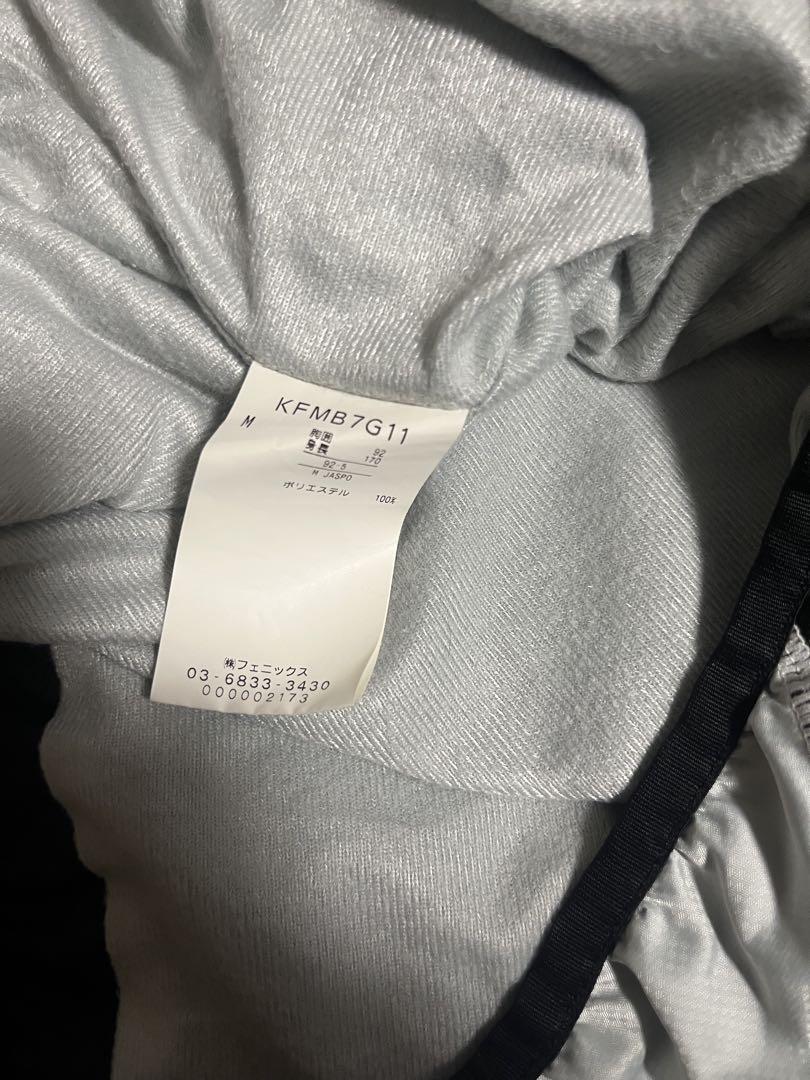 KFMB7G11
M
胸囲 92
身長 170
92-5
M JASPO
ポリエステル 100%
㈱フェニックス
03-6833-3430
000002173